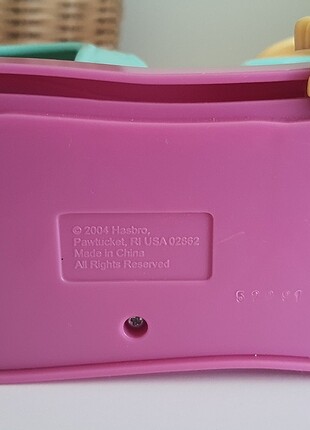 © 2004 Hasbro,
Pawtucket, RI USA 02862
Made in China
All Rights Reserved